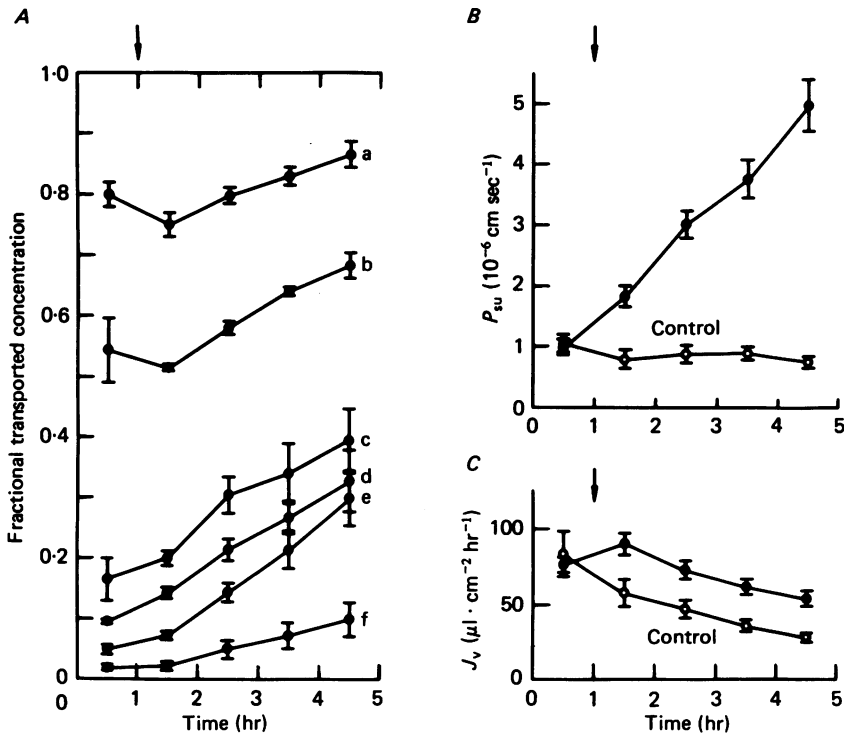 A
1·0
0·8
0·6
0·4
0·2
0
Fractional transported concentration
a
b
c
d
e
f
0 1 2 3 4 5
Time (hr)
B
5
4
3
2
1
0
P_su (10⁻⁶ cm sec⁻¹)
Control
0 1 2 3 4 5
C
100
50
0
J_v (μl · cm⁻² hr⁻¹)
Control
0 1 2 3 4 5
Time (hr)